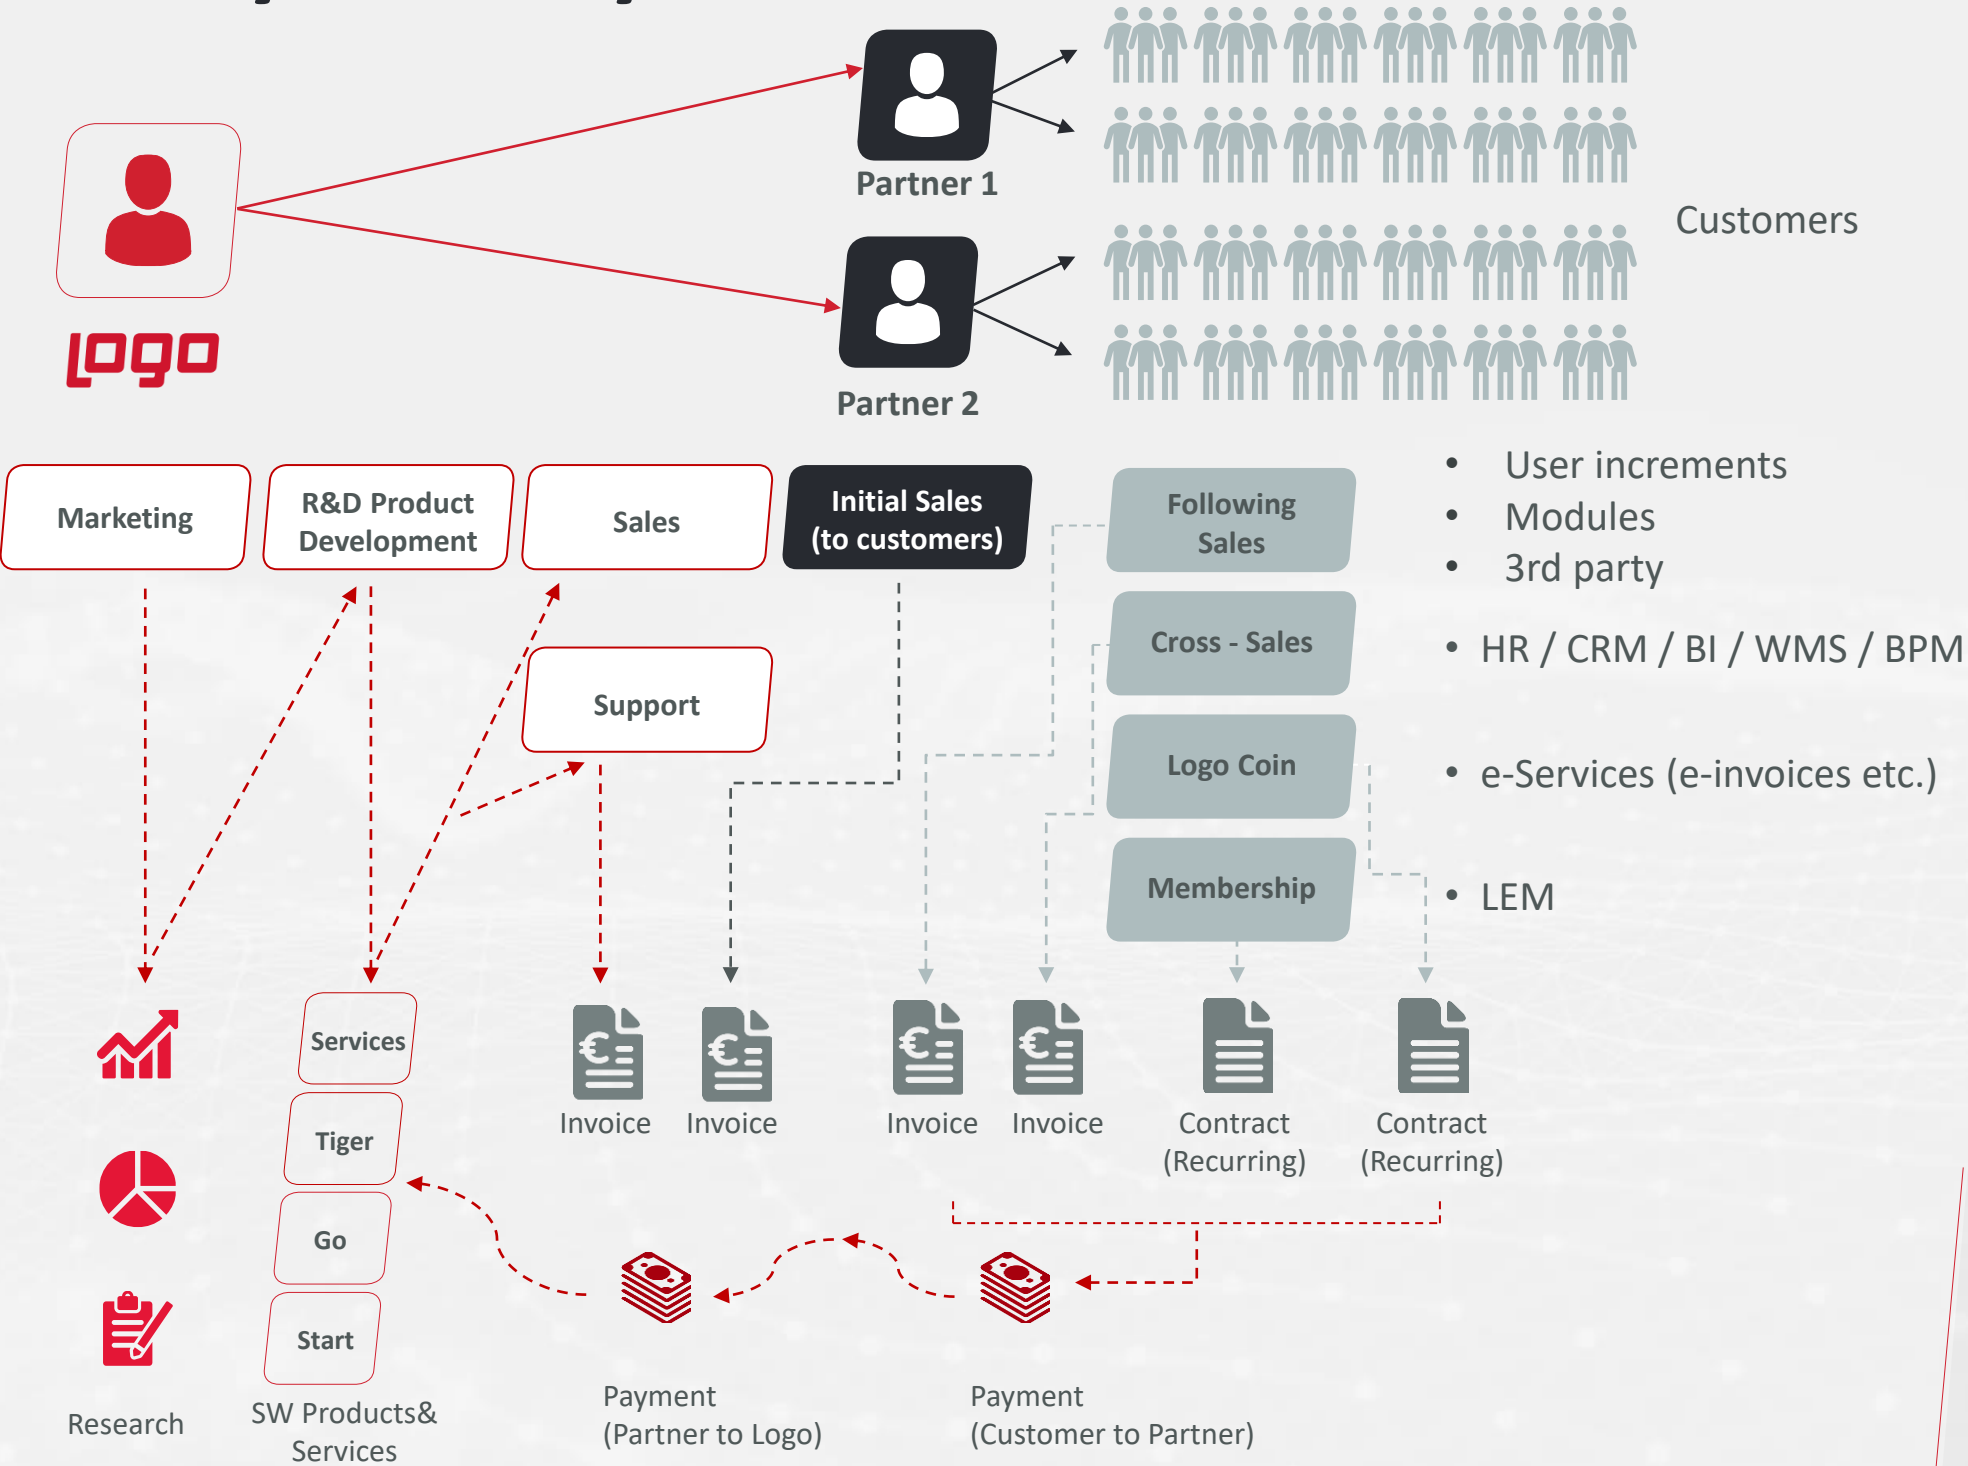 Partner 1
Customers
logo
Partner 2
Marketing
R&D Product
Development
Sales
Initial Sales
(to customers)
Following
Sales
• User increments
• Modules
• 3rd party
Support
Cross - Sales
• HR / CRM / BI / WMS / BPM
Logo Coin
• e-Services (e-invoices etc.)
Membership
• LEM
Services
Tiger
Go
Start
Invoice
Invoice
Invoice
Invoice
Contract
(Recurring)
Contract
(Recurring)
Research
SW Products&
Services
Payment
(Partner to Logo)
Payment
(Customer to Partner)